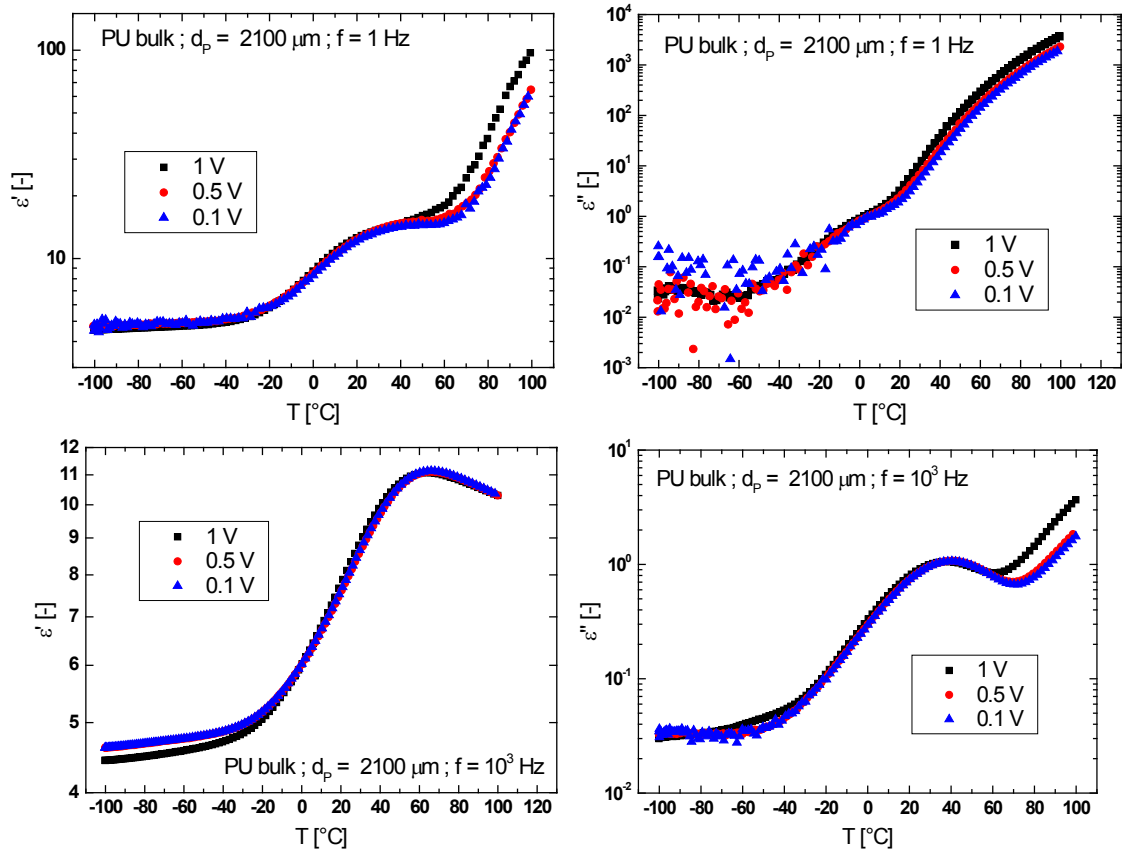 PU bulk ; dP = 2100 μm ; f = 1 Hz
100
10
ε' [-]
1 V
0.5 V
0.1 V
-100 -80 -60 -40 -20 0 20 40 60 80 100
T [°C]
PU bulk ; dP = 2100 μm ; f = 1 Hz
10^4
10^3
10^2
10^1
10^0
10^-1
10^-2
10^-3
ε'' [-]
1 V
0.5 V
0.1 V
-100 -80 -60 -40 -20 0 20 40 60 80 100 120
T [°C]
12
11
10
9
8
7
6
5
4
ε' [-]
1 V
0.5 V
0.1 V
PU bulk ; dP = 2100 μm ; f = 10^3 Hz
-100 -80 -60 -40 -20 0 20 40 60 80 100 120
T [°C]
PU bulk ; dP = 2100 μm ; f = 10^3 Hz
10^1
10^0
10^-1
10^-2
ε'' [-]
1 V
0.5 V
0.1 V
-100 -80 -60 -40 -20 0 20 40 60 80 100
T [°C]